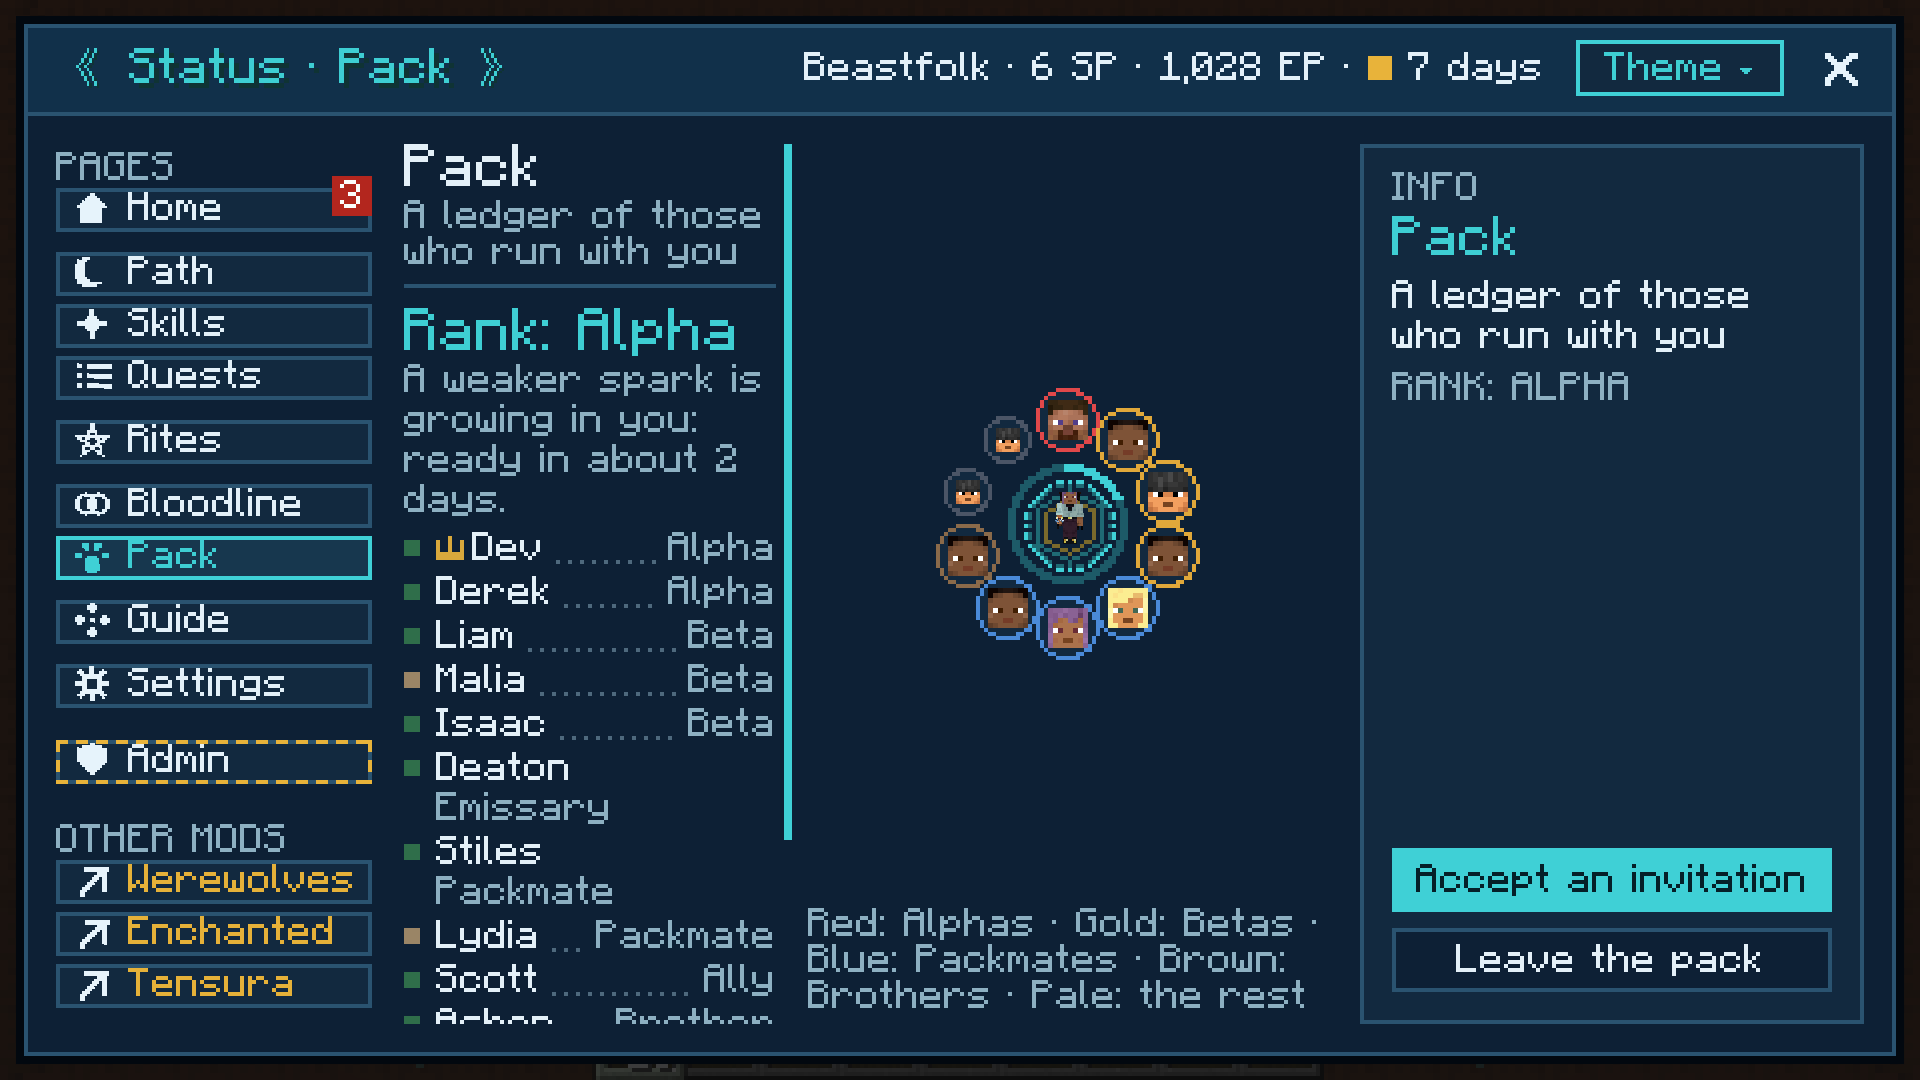 《 Status · Pack 》
Beastfolk · 6 SP · 1,028 EP · 7 days
Theme
PAGES
Home
3
Path
Skills
Quests
Rites
Bloodline
Pack
Guide
Settings
Admin
OTHER MODS
Werewolves
Enchanted
Tensura
Pack
A ledger of those
who run with you
Rank: Alpha
A weaker spark is
growing in you:
ready in about 2
days.
Dev ......... Alpha
Derek ........ Alpha
Liam ............. Beta
Malia ............ Beta
Isaac .......... Beta
Deaton
Emissary
Stiles
Packmate
Lydia ... Packmate
Scott ............ Ally
Red: Alphas · Gold: Betas ·
Blue: Packmates · Brown:
Brothers · Pale: the rest
INFO
Pack
A ledger of those
who run with you
RANK: ALPHA
Accept an invitation
Leave the pack